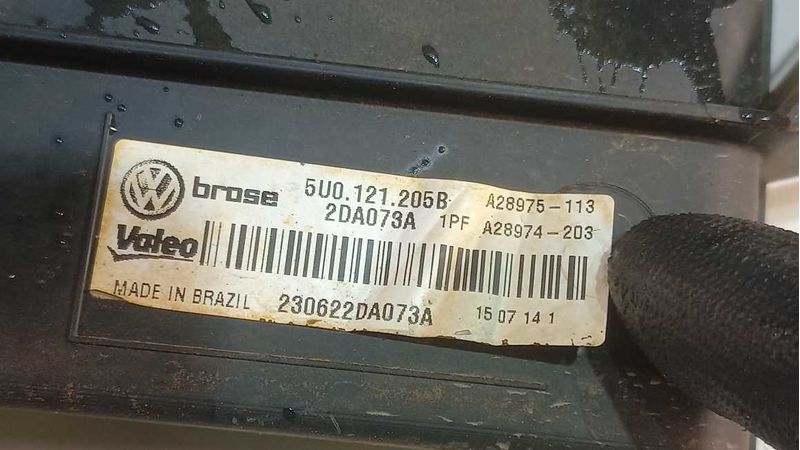 VW brose 5U0.121.205B A28975-113
Valeo 2DA073A 1PF A28974-203
MADE IN BRAZIL 230622DA073A 15 07 14 1